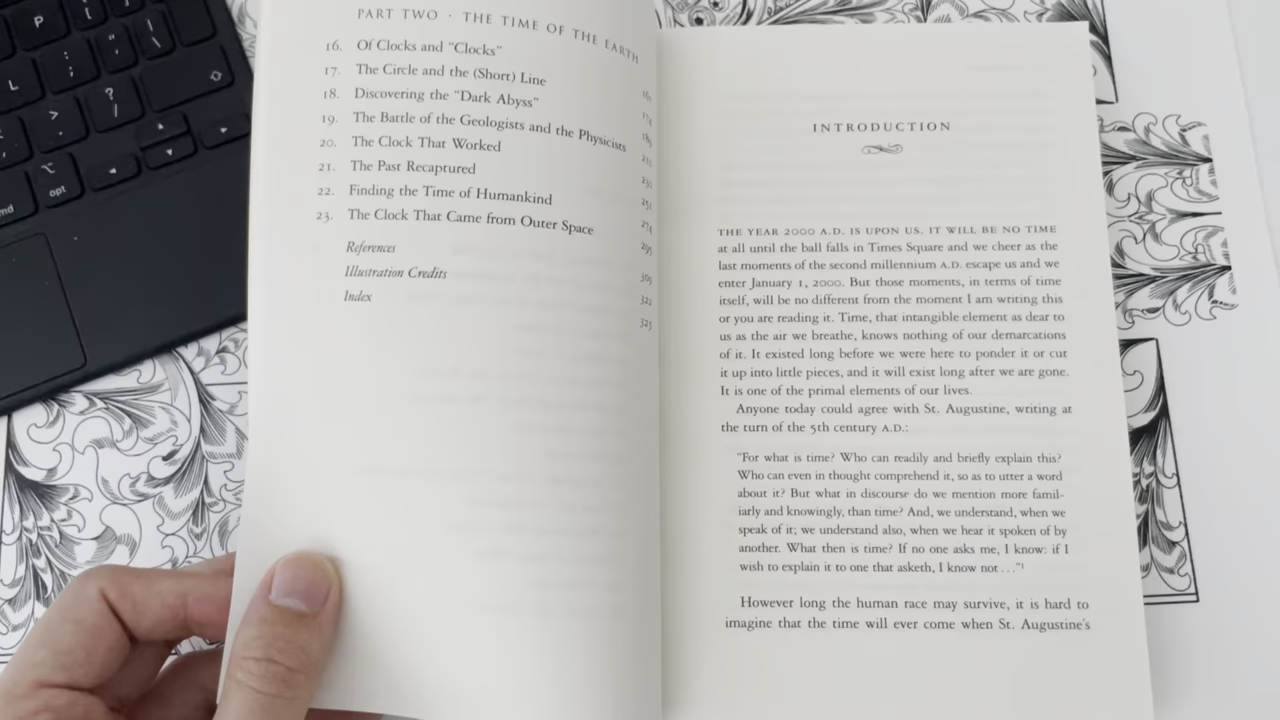 P
L
: ;
" '
| \
> .
? /
opt
PART TWO · THE TIME OF THE EARTH
16. Of Clocks and "Clocks"
17. The Circle and the (Short) Line
18. Discovering the "Dark Abyss"
19. The Battle of the Geologists and the Physicists
20. The Clock That Worked
21. The Past Recaptured 251
22. Finding the Time of Humankind 274
23. The Clock That Came from Outer Space 295
References 309
Illustration Credits
Index 325
INTRODUCTION
THE YEAR 2000 A.D. IS UPON US. IT WILL BE NO TIME
at all until the ball falls in Times Square and we cheer as the
last moments of the second millennium A.D. escape us and we
enter January 1, 2000. But those moments, in terms of time
itself, will be no different from the moment I am writing this
or you are reading it. Time, that intangible element as dear to
us as the air we breathe, knows nothing of our demarcations
of it. It existed long before we were here to ponder it or cut
it up into little pieces, and it will exist long after we are gone.
It is one of the primal elements of our lives.
Anyone today could agree with St. Augustine, writing at
the turn of the 5th century A.D.:
"For what is time? Who can readily and briefly explain this?
Who can even in thought comprehend it, so as to utter a word
about it? But what in discourse do we mention more famil-
iarly and knowingly, than time? And, we understand, when we
speak of it; we understand also, when we hear it spoken of by
another. What then is time? If no one asks me, I know: if I
wish to explain it to one that asketh, I know not . . ."1
However long the human race may survive, it is hard to
imagine that the time will ever come when St. Augustine's